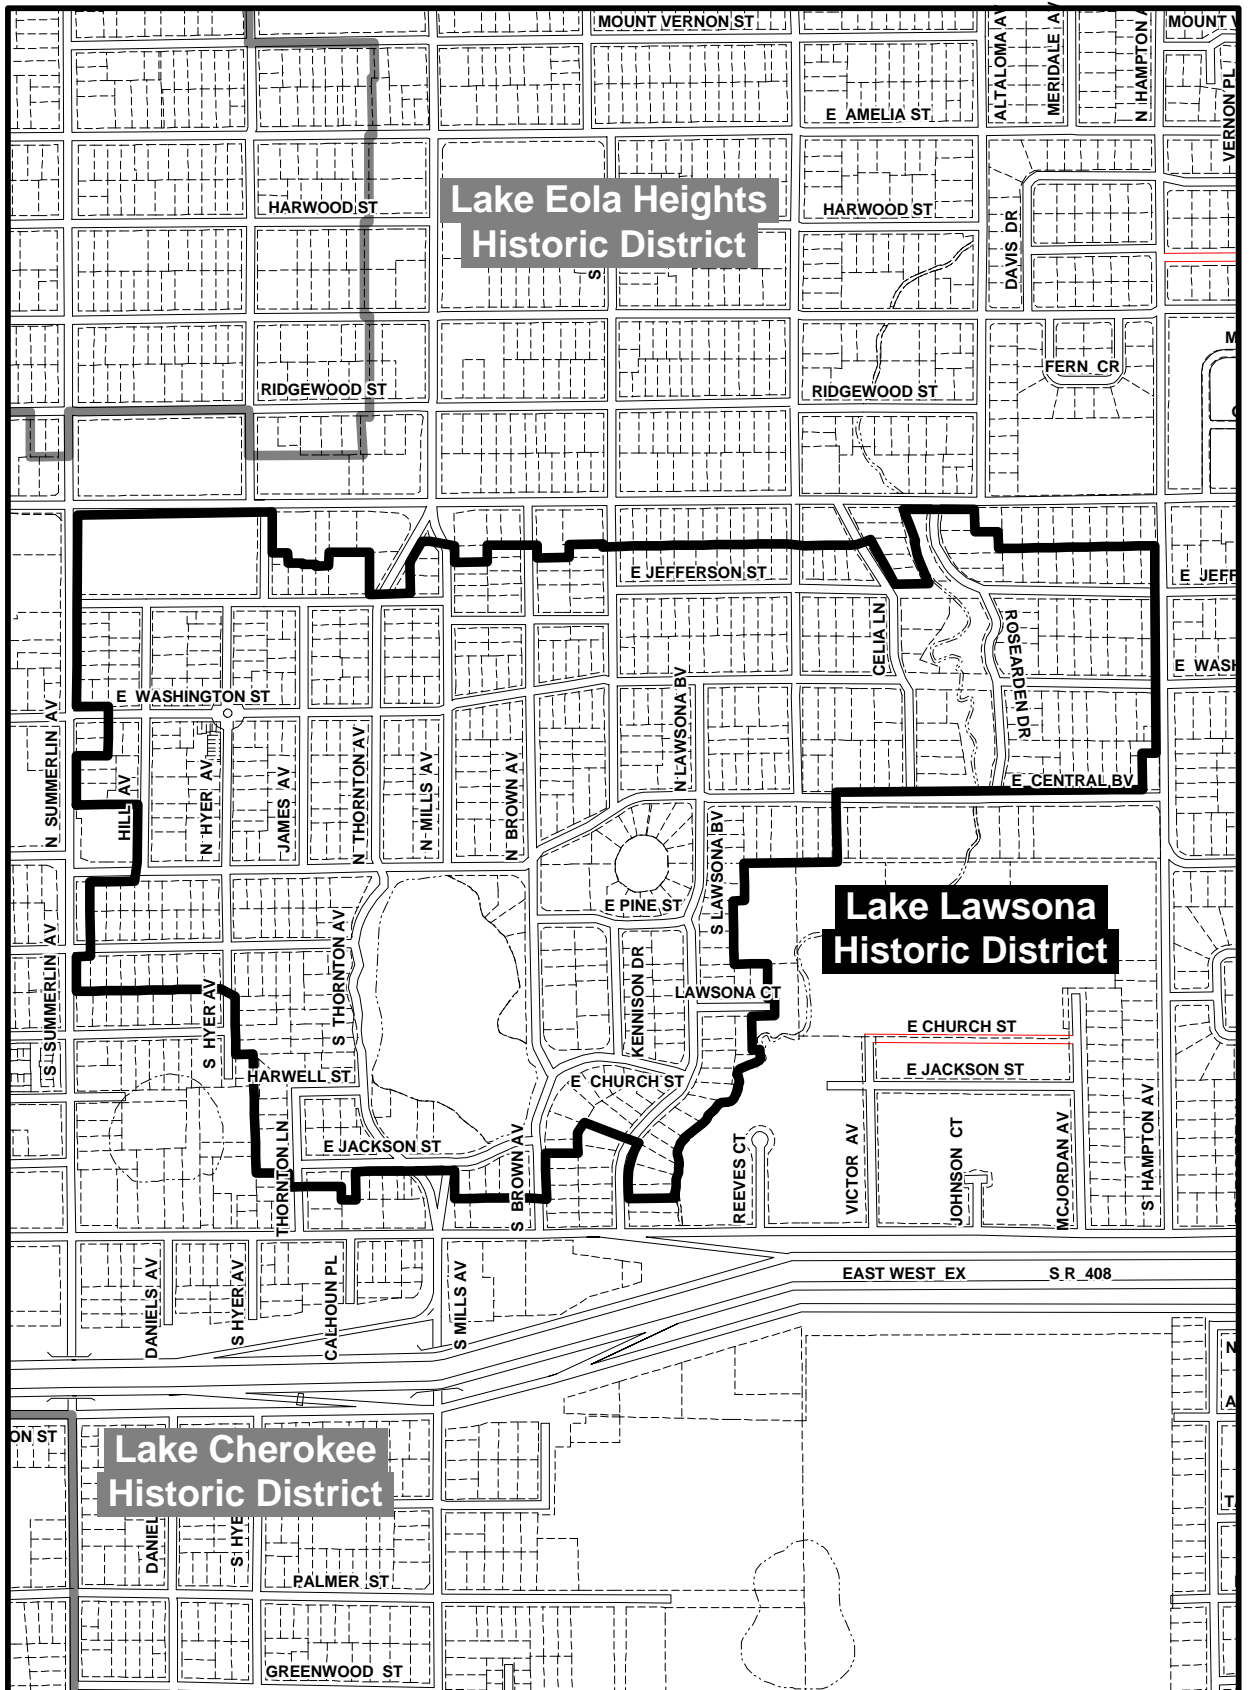 MOUNT VERNON ST
ALTALOMA AV
MERIDALE AV
N HAMPTON A
MOUNT V
VERNON PL
E AMELIA ST
Lake Eola Heights
Historic District
HARWOOD ST
HARWOOD ST
S
DAVIS DR
RIDGEWOOD ST
RIDGEWOOD ST
FERN CR
M
E JEFFERSON ST
E JEFF
CELIA LN
ROSEARDEN DR
E WASH
E WASHINGTON ST
N SUMMERLIN AV
HILL AV
N HYER AV
JAMES AV
N THORNTON AV
N MILLS AV
N BROWN AV
N LAWSONA BV
S LAWSONA BV
E CENTRAL BV
Lake Lawsona
Historic District
E PINE ST
S SUMMERLIN AV
S HYER AV
S THORNTON AV
KENNISON DR
LAWSONA CT
E CHURCH ST
HARWELL ST
E CHURCH ST
E JACKSON ST
E JACKSON ST
THORNTON LN
S BROWN AV
REEVES CT
VICTOR AV
JOHNSON CT
MCJORDAN AV
S HAMPTON AV
DANIELS AV
S HYER AV
CALHOUN PL
S MILLS AV
EAST WEST EX
S R 408
N
A
ON ST
Lake Cherokee
Historic District
DANIEL
S HYE
T
PALMER ST
GREENWOOD ST